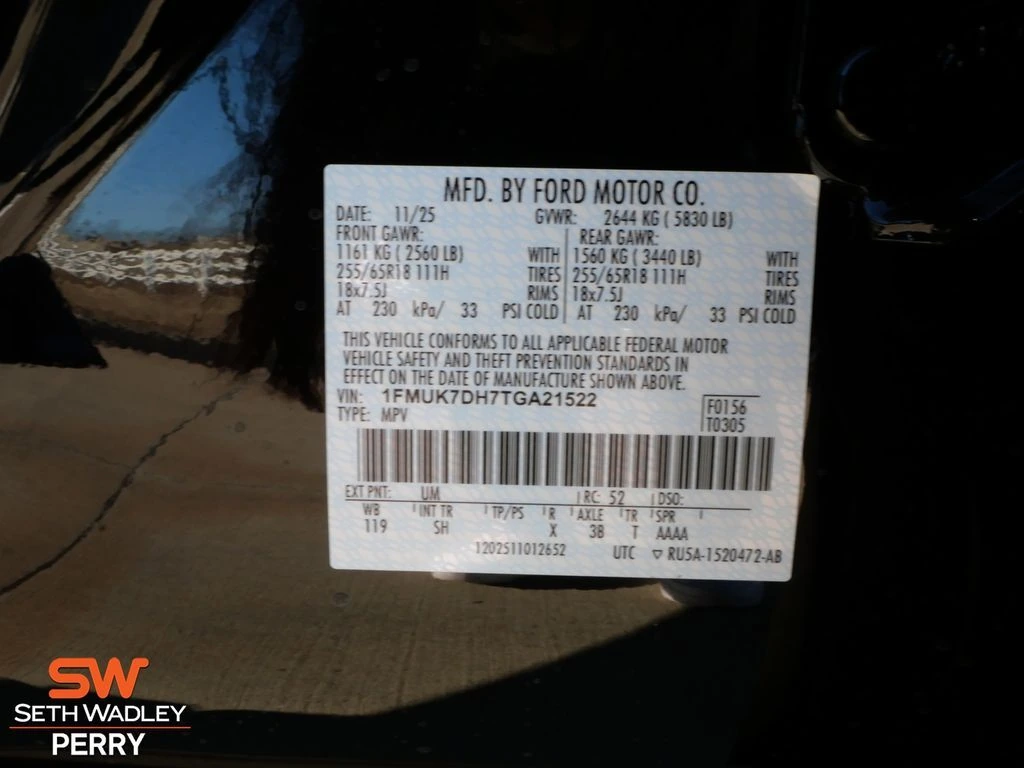 MFD. BY FORD MOTOR CO.
DATE: 11/25 GVWR: 2644 KG ( 5830 LB)
FRONT GAWR: REAR GAWR:
1161 KG ( 2560 LB) WITH 1560 KG ( 3440 LB) WITH
255/65R18 111H TIRES 255/65R18 111H TIRES
18x7.5J RIMS 18x7.5J RIMS
AT 230 kPa/ 33 PSI COLD AT 230 kPa/ 33 PSI COLD
THIS VEHICLE CONFORMS TO ALL APPLICABLE FEDERAL MOTOR
VEHICLE SAFETY AND THEFT PREVENTION STANDARDS IN
EFFECT ON THE DATE OF MANUFACTURE SHOWN ABOVE.
VIN: 1FMUK7DH7TGA21522 F0156
TYPE: MPV T0305
EXT PNT: UM RC: 52 DSO:
WB INT TR TP/PS R AXLE TR SPR
119 SH X 3B T AAAA
1202511012652 UTC ▽ RU5A-1520472-AB
SW
SETH WADLEY
PERRY